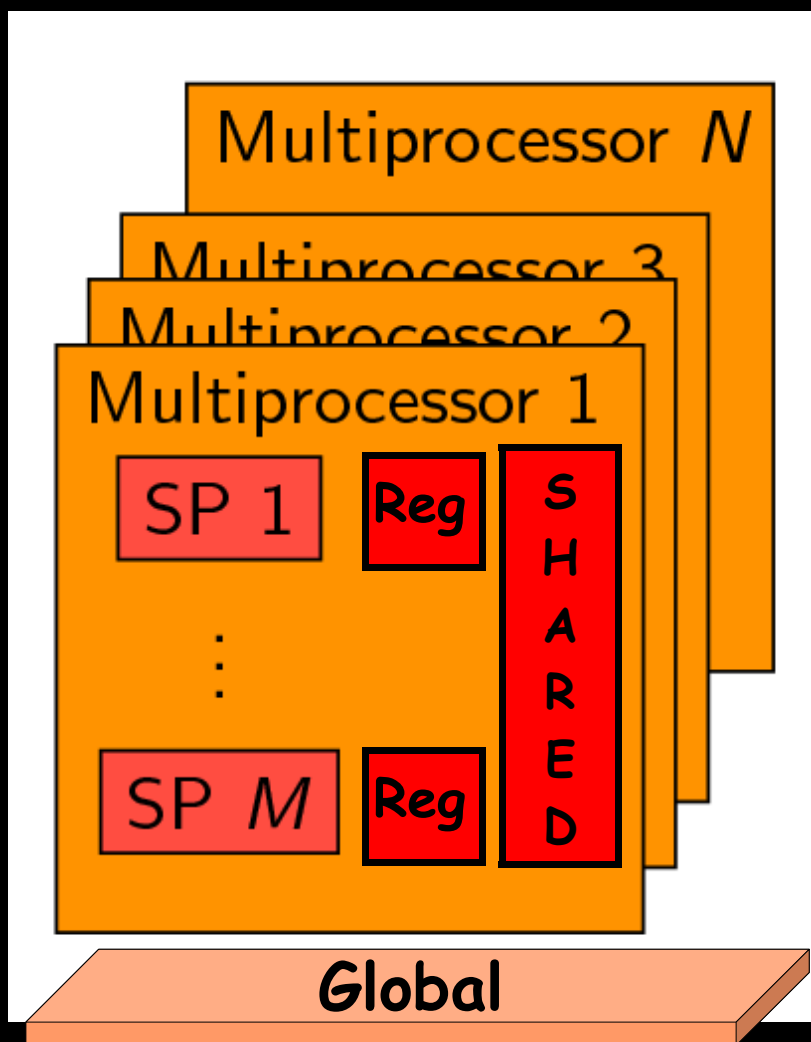 Multiprocessor N
Multiprocessor 3
Multiprocessor 2
Multiprocessor 1
SP 1
Reg
S
H
A
R
E
D
⋮
SP M
Reg
Global